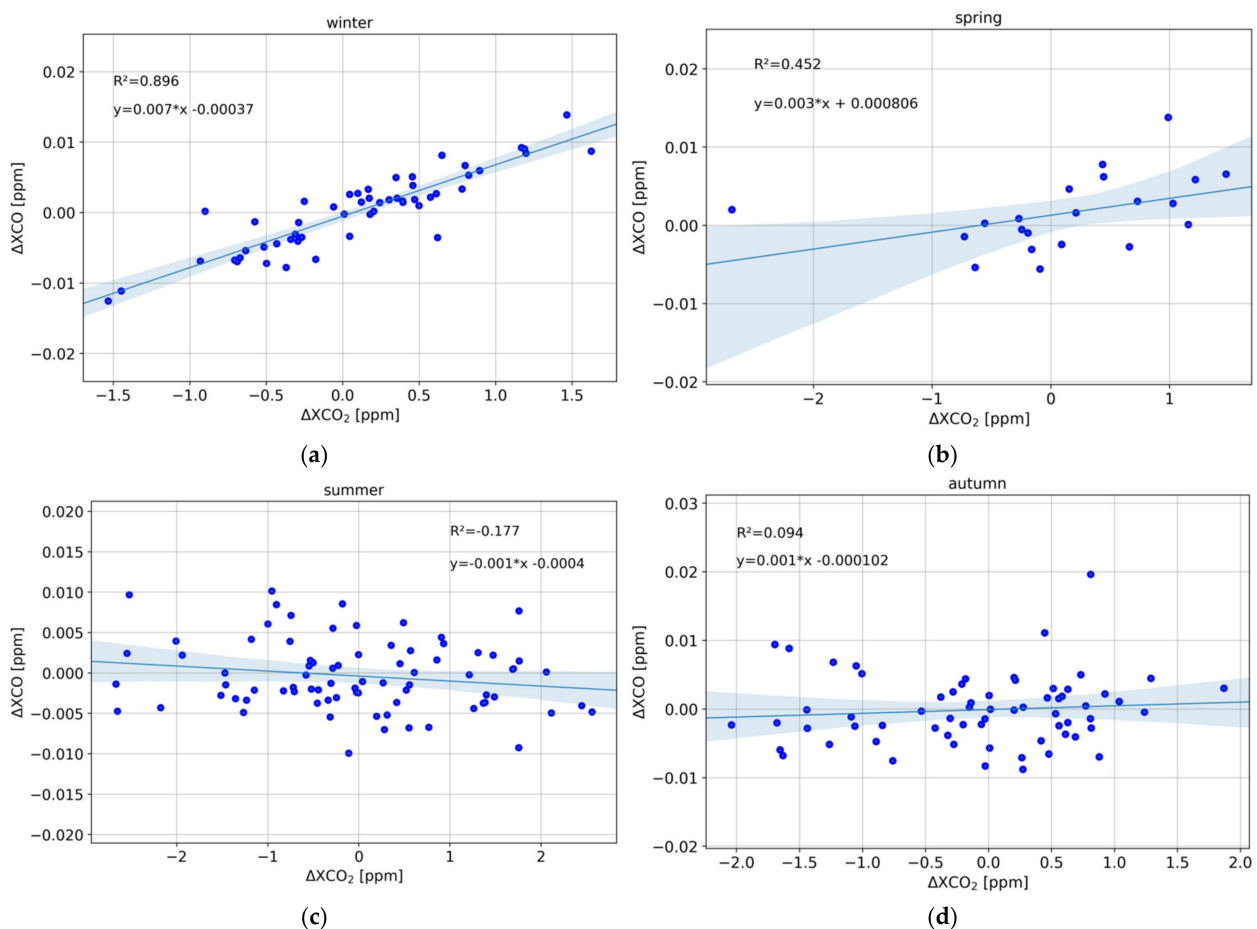 winter
R²=0.896
y=0.007*x -0.00037
0.02
0.01
0.00
−0.01
−0.02
ΔXCO [ppm]
−1.5 −1.0 −0.5 0.0 0.5 1.0 1.5
ΔXCO₂ [ppm]
(a)
spring
R²=0.452
y=0.003*x + 0.000806
0.02
0.01
0.00
−0.01
−0.02
ΔXCO [ppm]
−2 −1 0 1
ΔXCO₂ [ppm]
(b)
summer
R²=-0.177
y=-0.001*x -0.0004
0.020
0.015
0.010
0.005
0.000
−0.005
−0.010
−0.015
−0.020
ΔXCO [ppm]
−2 −1 0 1 2
ΔXCO₂ [ppm]
(c)
autumn
R²=0.094
y=0.001*x -0.000102
0.03
0.02
0.01
0.00
−0.01
−0.02
ΔXCO [ppm]
−2.0 −1.5 −1.0 −0.5 0.0 0.5 1.0 1.5 2.0
ΔXCO₂ [ppm]
(d)